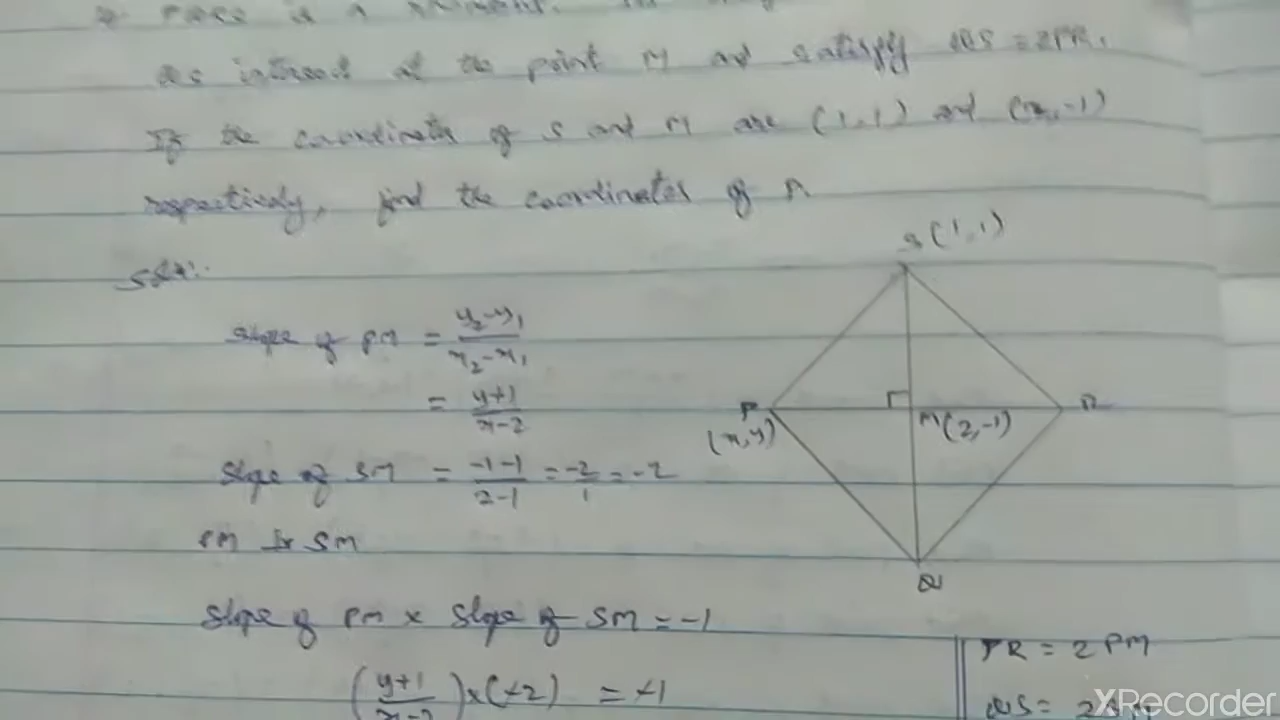 is a
QS intersect at the point M and satisfy QS = 2PR.
If the coordinates of S and M are (1,1) and (2,-1)
respectively, find the coordinates of P.
Soln:
S(1,1)
Slope of PM = y₂-y₁ / x₂-x₁
= y+1 / x-2
P
(x,y)
M(2,-1)
R
Slope of SM = -1-1 / 2-1 = -2/1 = -2
PM ⊥ SM
Q
Slope of PM × Slope of SM = -1
PR = 2PM
(y+1 / x-2) × (-2) = -1
QS = 2SM
XRecorder